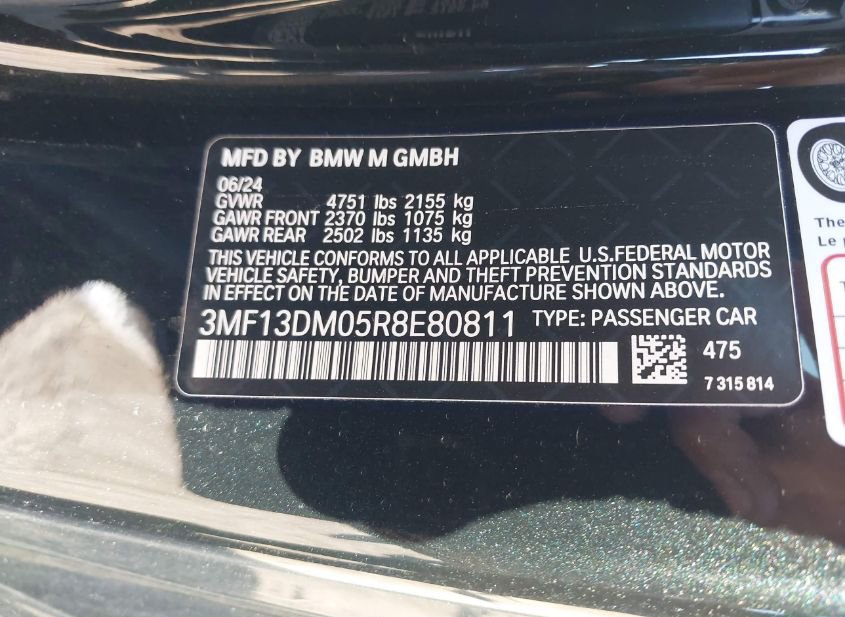 MFD BY BMW M GMBH
06/24
GVWR 4751 lbs 2155 kg
GAWR FRONT 2370 lbs 1075 kg
GAWR REAR 2502 lbs 1135 kg
THIS VEHICLE CONFORMS TO ALL APPLICABLE U.S.FEDERAL MOTOR
VEHICLE SAFETY, BUMPER AND THEFT PREVENTION STANDARDS
IN EFFECT ON THE DATE OF MANUFACTURE SHOWN ABOVE.
3MF13DM05R8E80811 TYPE: PASSENGER CAR
475
7 315 814
The
Le